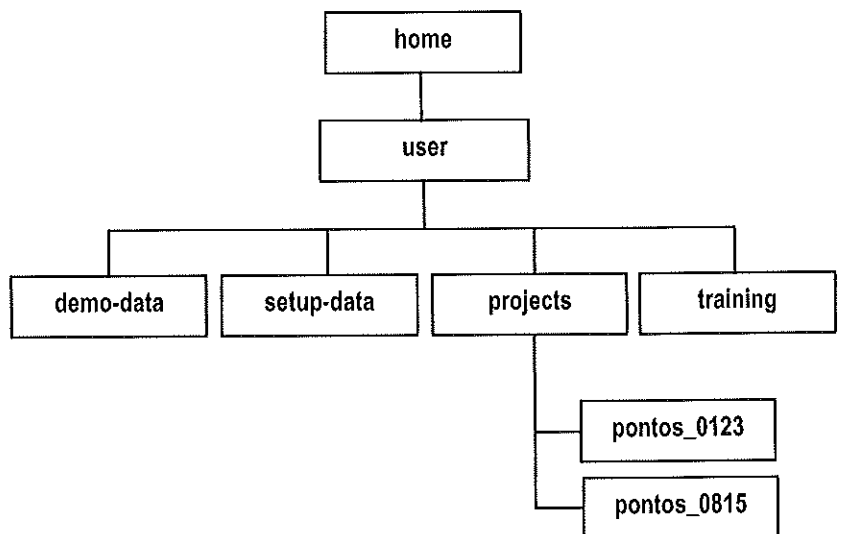 home
user
demo-data
setup-data
projects
training
pontos_0123
pontos_0815